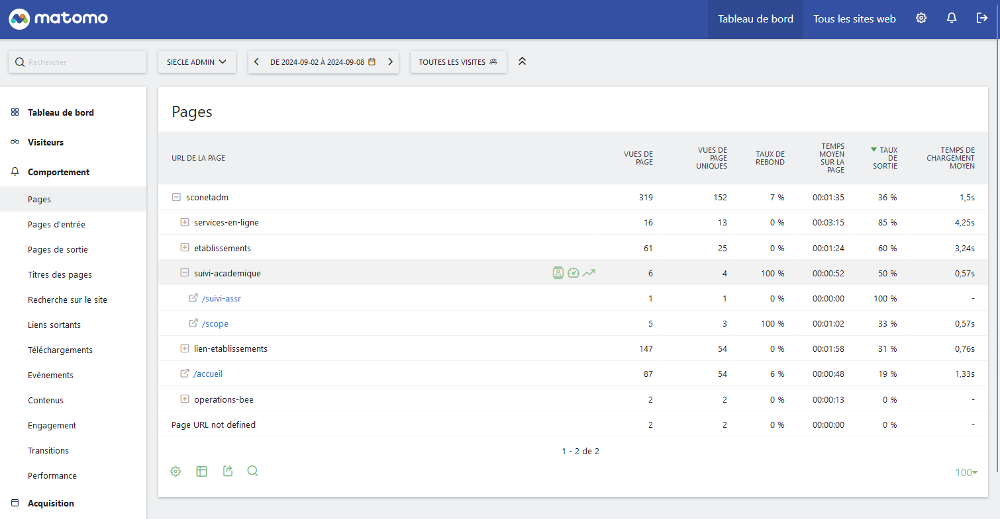 matomo
Tableau de bord
Tous les sites web
Rechercher
SIECLE ADMIN
DE 2024-09-02 À 2024-09-08
TOUTES LES VISITES
Tableau de bord
Visiteurs
Comportement
Pages
Pages d'entrée
Pages de sortie
Titres des pages
Recherche sur le site
Liens sortants
Téléchargements
Evènements
Contenus
Engagement
Transitions
Performance
Acquisition
Pages
URL DE LA PAGE
VUES DE
PAGE
VUES DE
PAGE
UNIQUES
TAUX DE
REBOND
TEMPS
MOYEN
SUR LA
PAGE
TAUX
DE
SORTIE
TEMPS DE
CHARGEMENT
MOYEN
sconetadm 319 152 7 % 00:01:35 36 % 1,5s
services-en-ligne 16 13 0 % 00:03:15 85 % 4,25s
etablissements 61 25 0 % 00:01:24 60 % 3,24s
suivi-academique 6 4 100 % 00:00:52 50 % 0,57s
/suivi-assr 1 1 0 % 00:00:00 100 % -
/scope 5 3 100 % 00:01:02 33 % 0,57s
lien-etablissements 147 54 0 % 00:01:58 31 % 0,76s
/accueil 87 54 6 % 00:00:48 19 % 1,33s
operations-bee 2 2 0 % 00:00:13 0 % -
Page URL not defined 2 2 0 % 00:00:00 0 % -
1 - 2 de 2
100